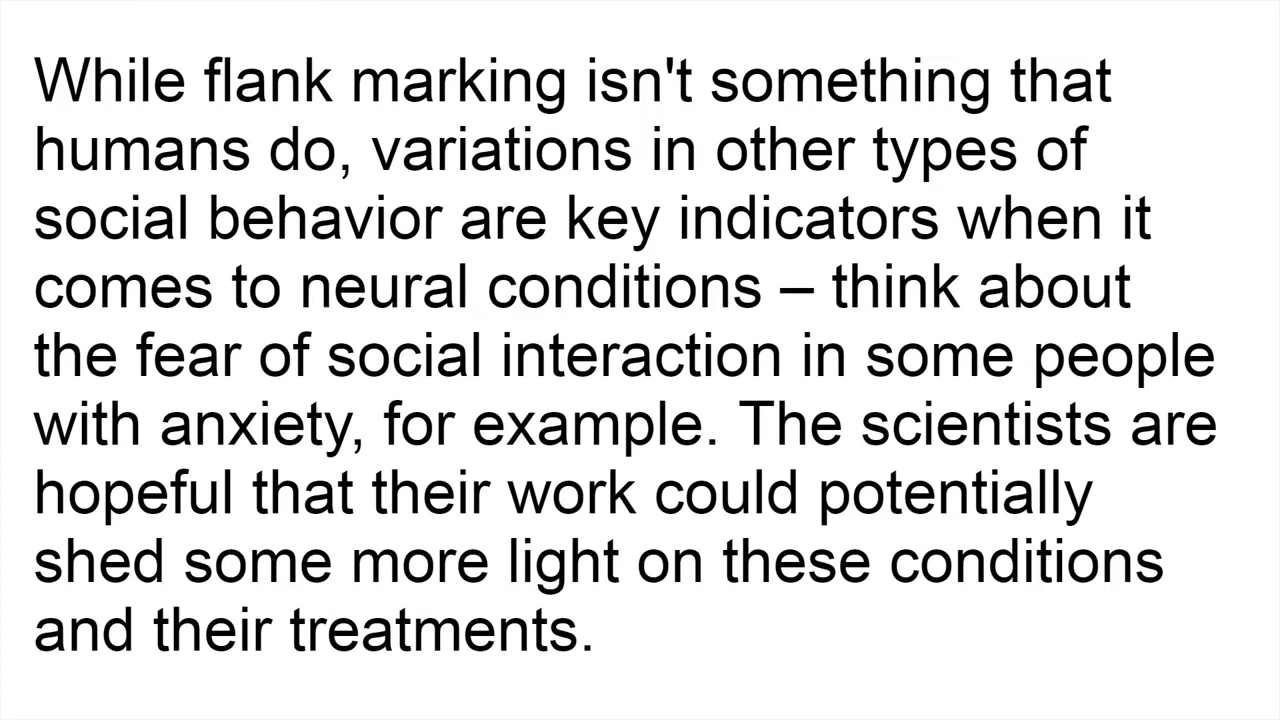 While flank marking isn't something that
humans do, variations in other types of
social behavior are key indicators when it
comes to neural conditions – think about
the fear of social interaction in some people
with anxiety, for example. The scientists are
hopeful that their work could potentially
shed some more light on these conditions
and their treatments.